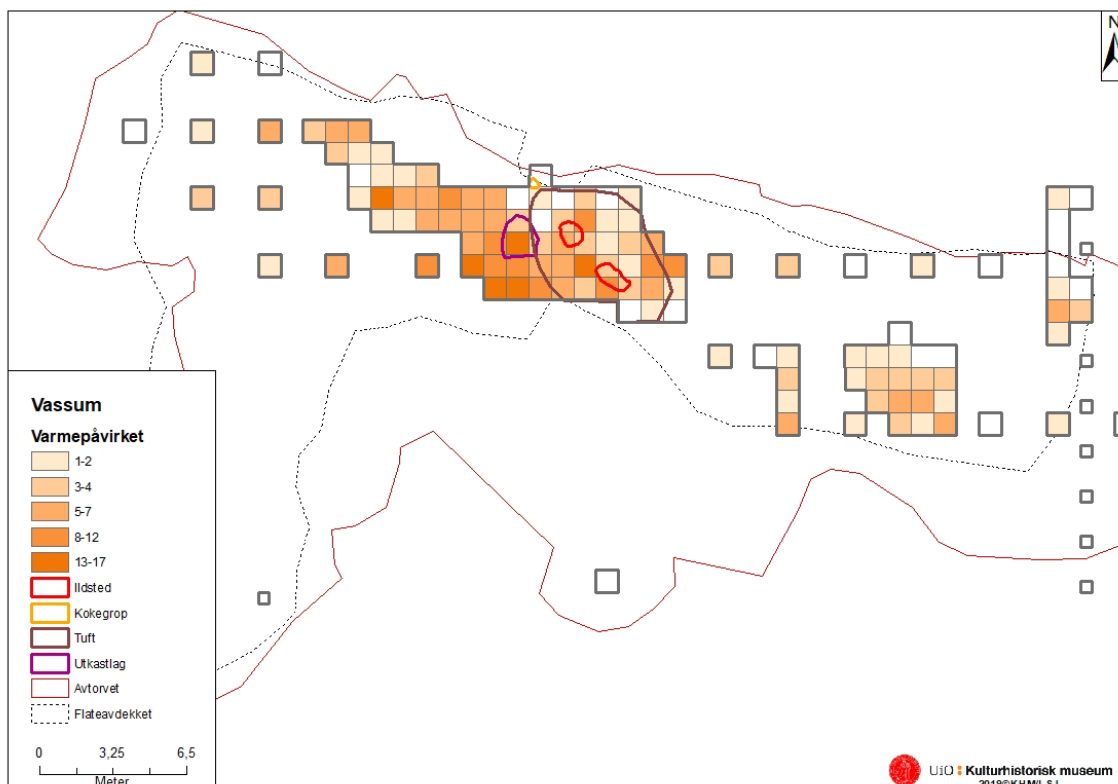 N
Vassum
Varmepåvirket
1-2
3-4
5-7
8-12
13-17
Ildsted
Kokegrop
Tuft
Utkastlag
Avtorvet
Flateavdekket
0 3,25 6,5
Meter
UiO : Kulturhistorisk museum